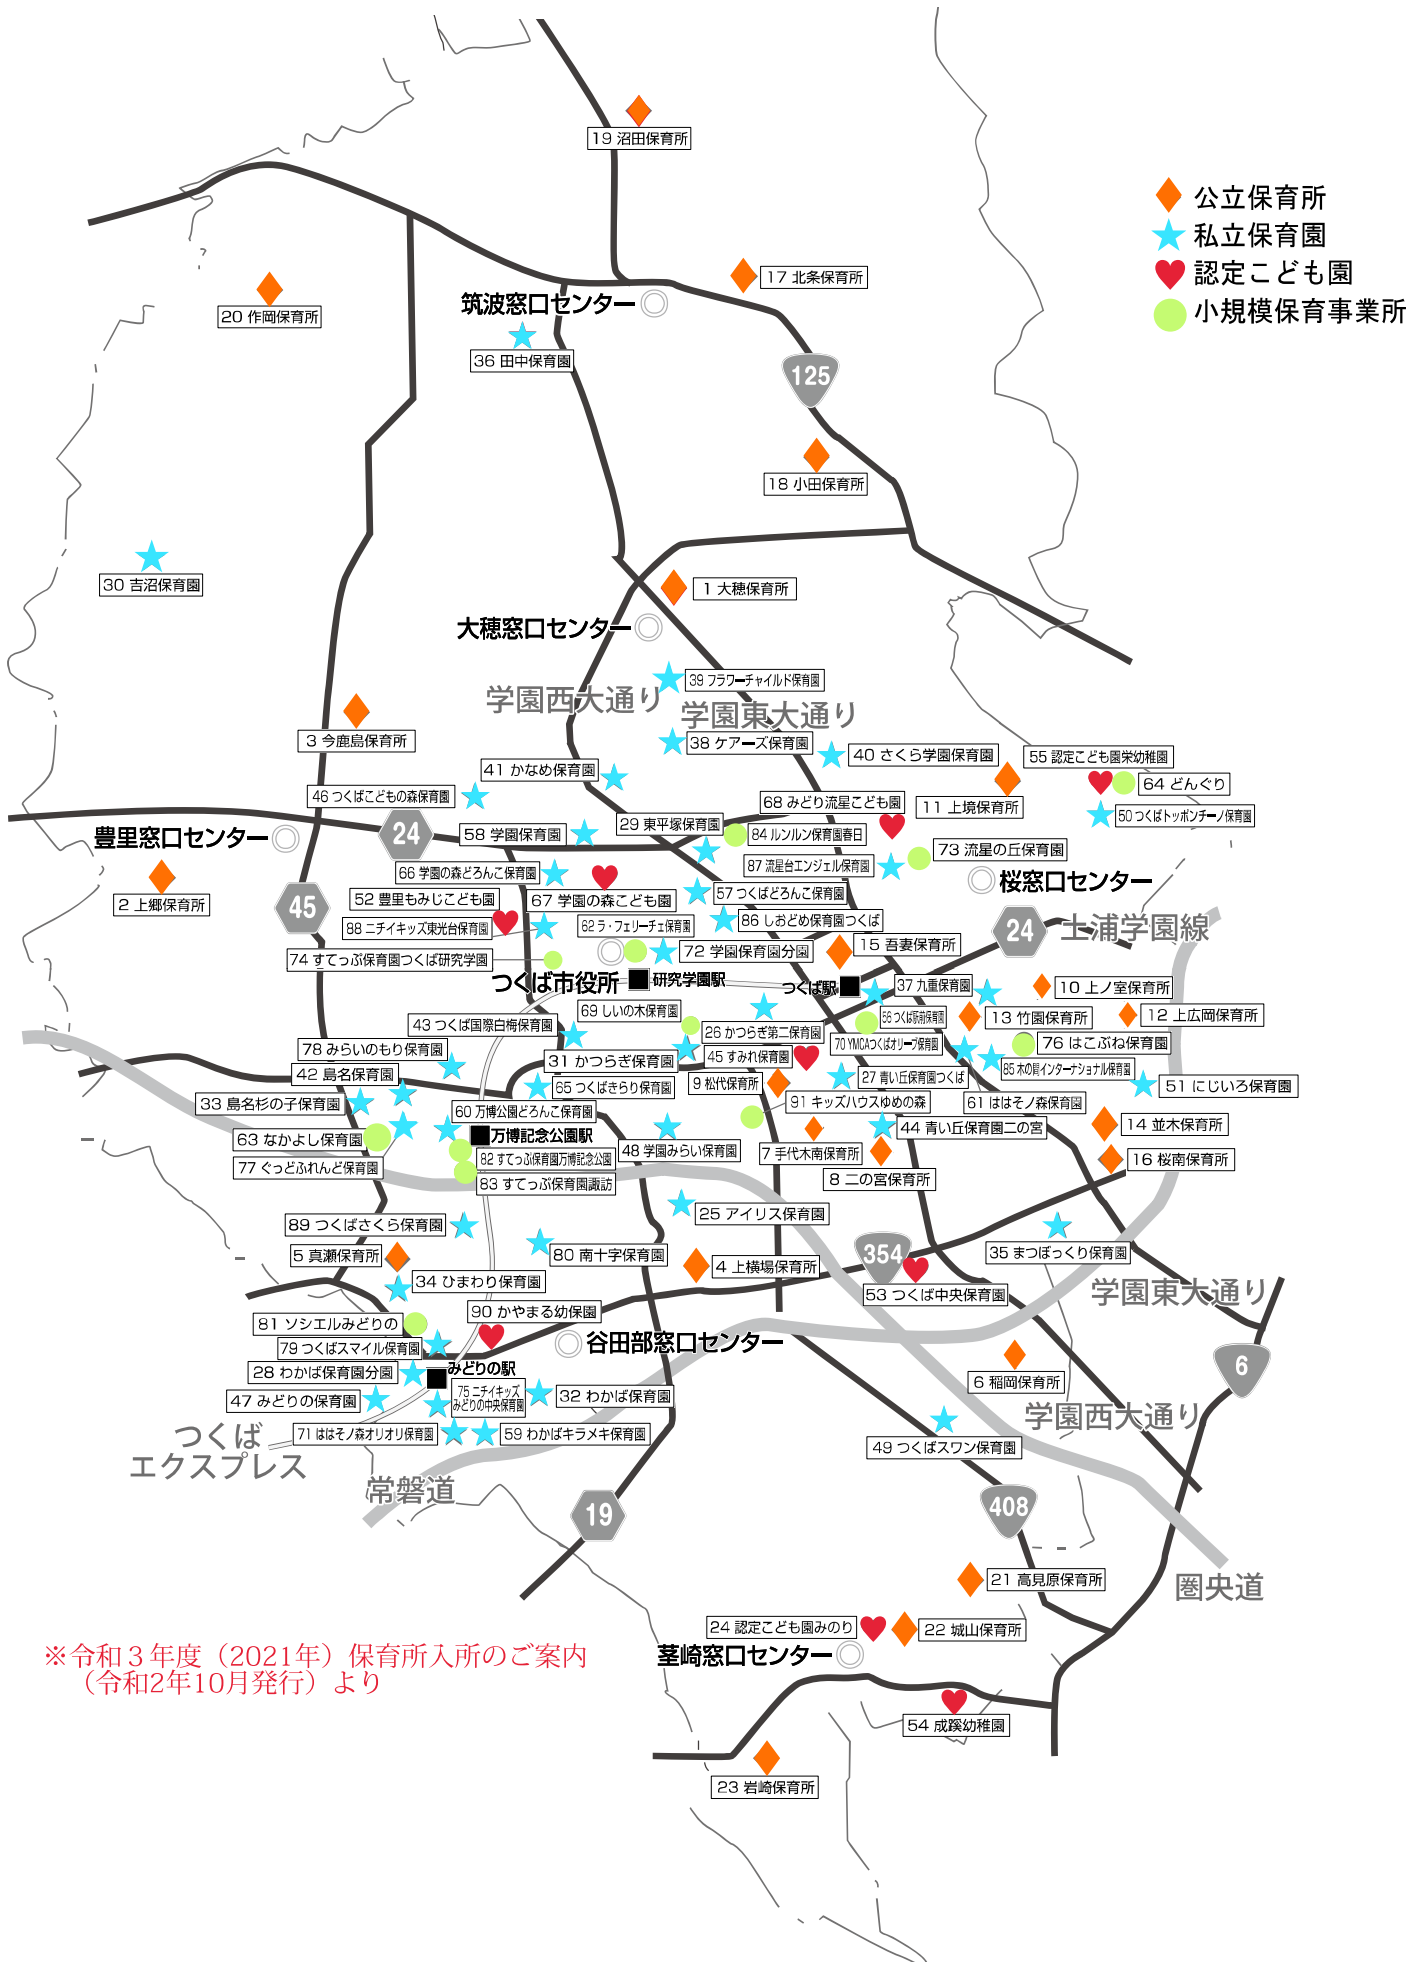 19 沼田保育所
公立保育所
私立保育園
認定こども園
小規模保育事業所
17 北条保育所
20 作岡保育所
筑波窓口センター
36 田中保育園
125
18 小田保育所
30 吉沼保育園
1 大穂保育所
大穂窓口センター
39 フラワーチャイルド保育園
学園西大通り
学園東大通り
3 今鹿島保育所
38 ケアーズ保育園
40 さくら学園保育園
55 認定こども園栄幼稚園
41 かなめ保育園
64 どんぐり
46 つくばこどもの森保育園
68 みどり流星こども園
11 上境保育所
50 つくばトッポンチーノ保育園
29 東平塚保育園
豊里窓口センター
24
58 学園保育園
84 ルンルン保育園春日
73 流星の丘保育園
87 流星台エンジェル保育園
66 学園の森どろんこ保育園
桜窓口センター
2 上郷保育所
45
52 豊里もみじこども園
67 学園の森こども園
57 つくばどろんこ保育園
88 ニチイキッズ東光台保育園
62 ラ・フェリーチェ保育園
86 しおどめ保育園つくば
24
土浦学園線
74 すてっぷ保育園つくば研究学園
72 学園保育園分園
15 吾妻保育所
つくば市役所
研究学園駅
つくば駅
37 九重保育園
10 上ノ室保育所
69 しいの木保育園
56 つくば駅前保育園
13 竹園保育所
12 上広岡保育所
43 つくば国際白梅保育園
26 かつらぎ第二保育園
70 YMCAつくばオリーブ保育園
76 はこぶね保育園
78 みらいのもり保育園
31 かつらぎ保育園
45 すみれ保育園
85 木の実インターナショナル保育園
42 島名保育園
65 つくばきらり保育園
9 松代保育所
27 青い丘保育園つくば
51 にじいろ保育園
33 島名杉の子保育園
60 万博公園どろんこ保育園
91 キッズハウスゆめの森
61 ははそノ森保育園
63 なかよし保育園
万博記念公園駅
44 青い丘保育園二の宮
14 並木保育所
77 ぐっどふれんど保育園
82 すてっぷ保育園万博記念公園
48 学園みらい保育園
7 手代木南保育所
16 桜南保育所
83 すてっぷ保育園諏訪
8 二の宮保育所
89 つくばさくら保育園
25 アイリス保育園
5 真瀬保育所
80 南十字保育園
4 上横場保育所
354
35 まつぼっくり保育園
34 ひまわり保育園
53 つくば中央保育園
学園東大通り
81 ソシエルみどりの
90 かやまる幼保園
79 つくばスマイル保育園
谷田部窓口センター
28 わかば保育園分園
みどりの駅
6
47 みどりの保育園
75 ニチイキッズ
みどりの中央保育園
32 わかば保育園
6 稲岡保育所
学園西大通り
71 ははそノ森オリオリ保育園
59 わかばキラメキ保育園
49 つくばスワン保育園
つくば
エクスプレス
常磐道
19
408
21 高見原保育所
圏央道
24 認定こども園みのり
22 城山保育所
茎崎窓口センター
※令和３年度（2021年）保育所入所のご案内
（令和2年10月発行）より
54 成蹊幼稚園
23 岩崎保育所